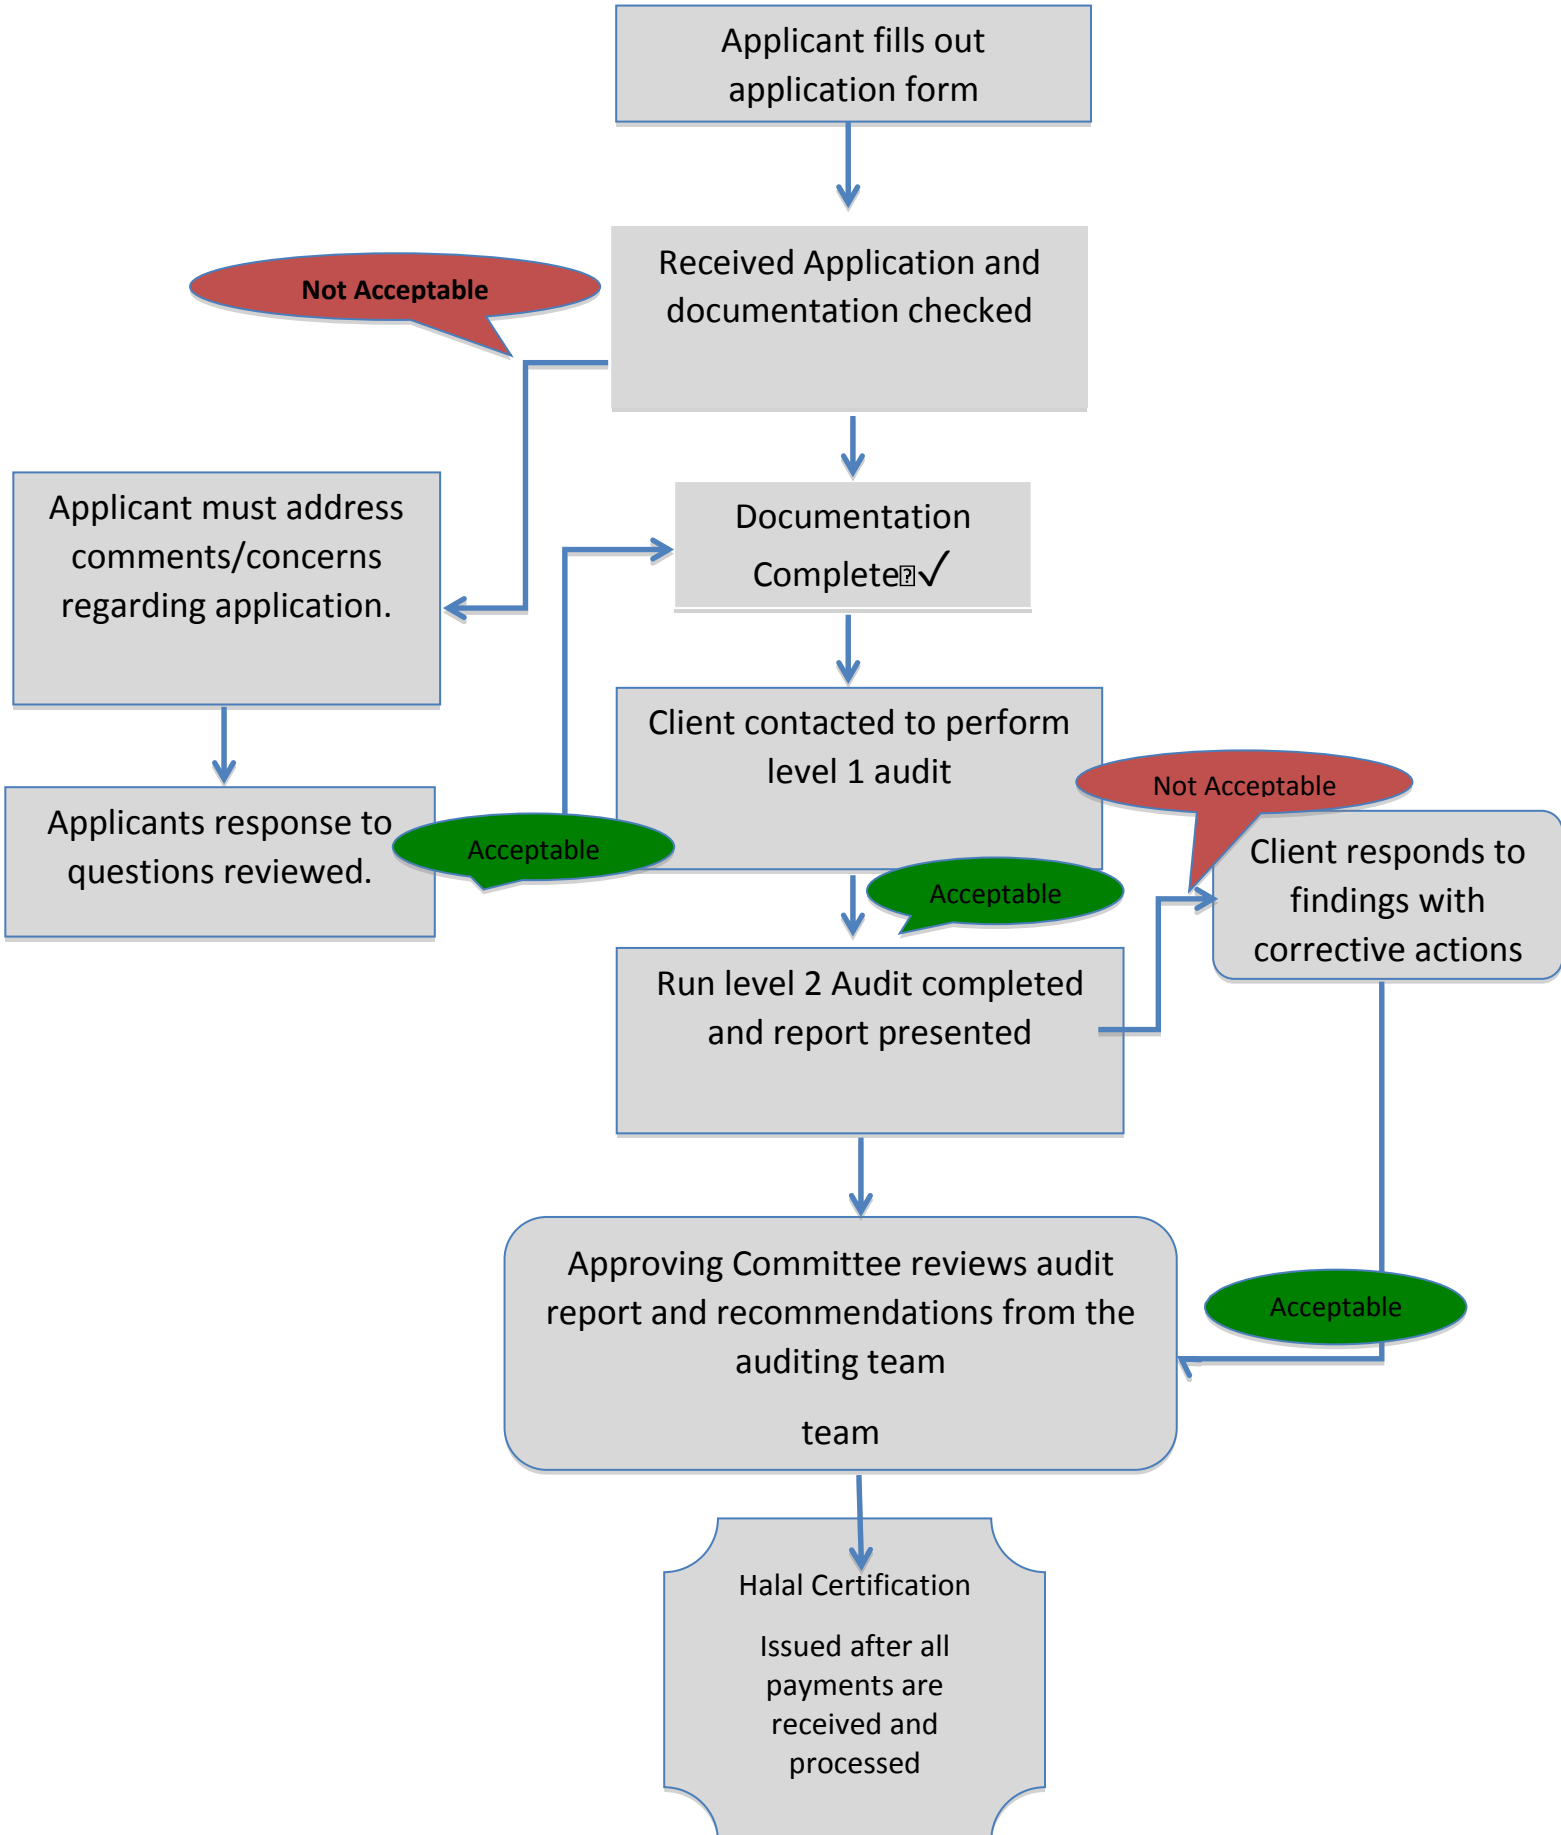 Applicant fills out
application form
Received Application and
documentation checked
Not Acceptable
Documentation
Complete✓
Applicant must address
comments/concerns
regarding application.
Client contacted to perform
level 1 audit
Not Acceptable
Applicants response to
questions reviewed.
Acceptable
Acceptable
Client responds to
findings with
corrective actions
Run level 2 Audit completed
and report presented
Approving Committee reviews audit
report and recommendations from the
auditing team
team
Acceptable
Halal Certification
Issued after all
payments are
received and
processed